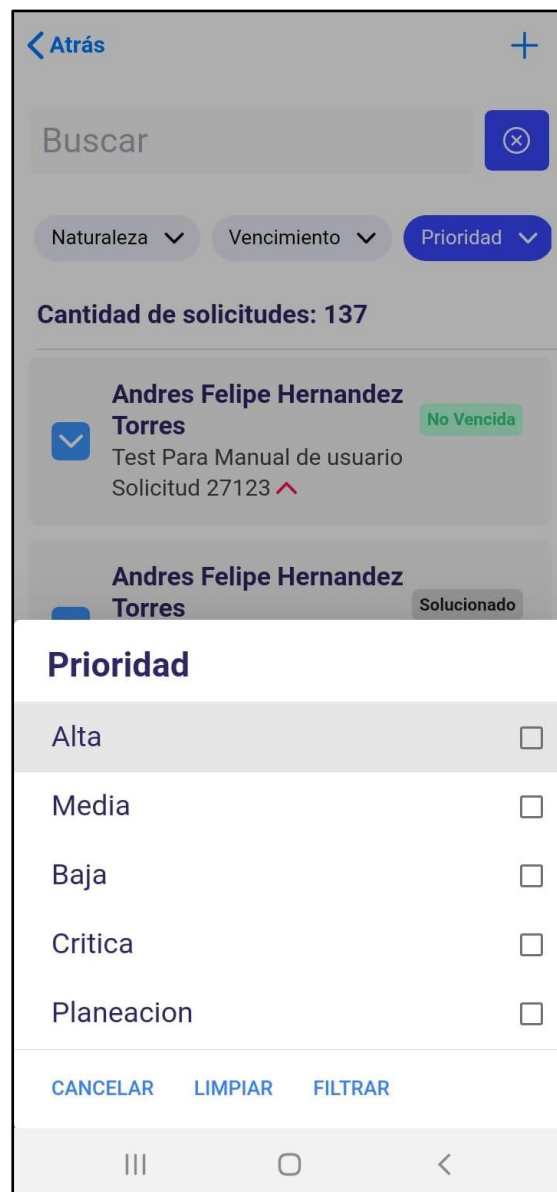 Atrás
Buscar
Naturaleza Vencimiento Prioridad
Cantidad de solicitudes: 137
Andres Felipe Hernandez
Torres
No Vencida
Test Para Manual de usuario
Solicitud 27123
Andres Felipe Hernandez
Torres
Solucionado
Prioridad
Alta
Media
Baja
Critica
Planeacion
CANCELAR LIMPIAR FILTRAR